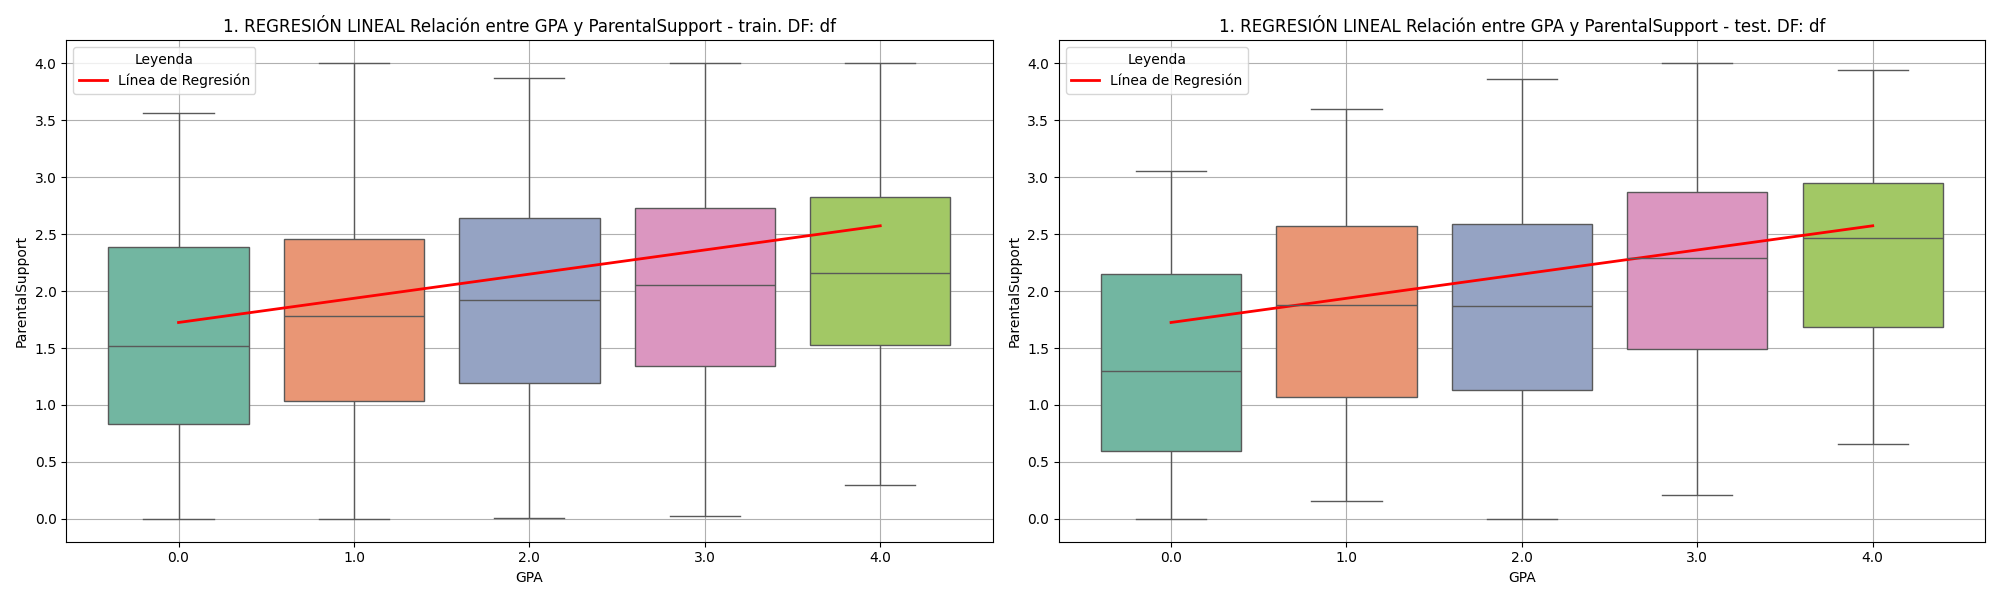 1. REGRESIÓN LINEAL Relación entre GPA y ParentalSupport - train. DF: df
Leyenda
Línea de Regresión
4.0
3.5
3.0
2.5
2.0
1.5
1.0
0.5
0.0
ParentalSupport
0.0 1.0 2.0 3.0 4.0
GPA
1. REGRESIÓN LINEAL Relación entre GPA y ParentalSupport - test. DF: df
Leyenda
Línea de Regresión
4.0
3.5
3.0
2.5
2.0
1.5
1.0
0.5
0.0
ParentalSupport
0.0 1.0 2.0 3.0 4.0
GPA